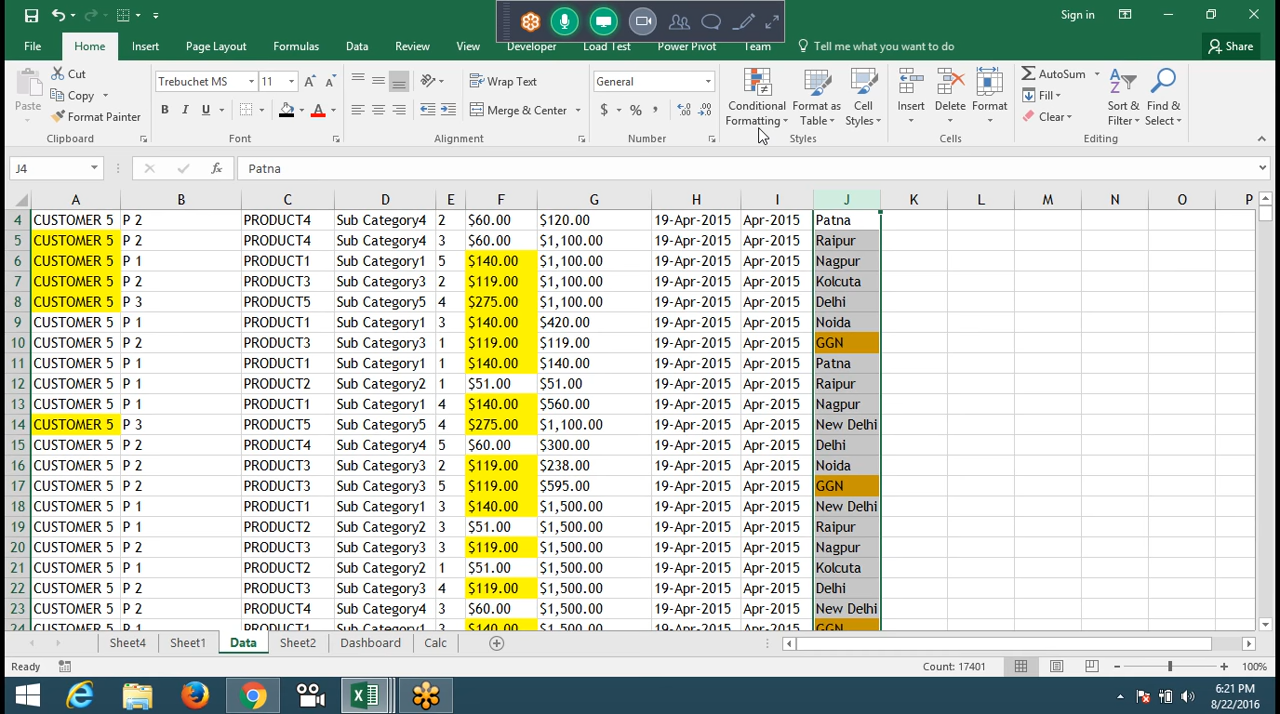 Sign in
File Home Insert Page Layout Formulas Data Review View Developer Load Test Power Pivot Team Tell me what you want to do Share
Paste Cut Copy Format Painter
Clipboard
Trebuchet MS 11 A A
B I U A
Font
Wrap Text
Merge & Center
Alignment
General
$ % ,
Number
Conditional Formatting Format as Table Cell Styles
Styles
Insert Delete Format
Cells
AutoSum Fill Clear Sort & Filter Find & Select
Editing
J4 fx Patna
A B C D E F G H I J K L M N O P
4 CUSTOMER 5 P 2 PRODUCT4 Sub Category4 2 $60.00 $120.00 19-Apr-2015 Apr-2015 Patna
5 CUSTOMER 5 P 2 PRODUCT4 Sub Category4 3 $60.00 $1,100.00 19-Apr-2015 Apr-2015 Raipur
6 CUSTOMER 5 P 1 PRODUCT1 Sub Category1 5 $140.00 $1,100.00 19-Apr-2015 Apr-2015 Nagpur
7 CUSTOMER 5 P 2 PRODUCT3 Sub Category3 2 $119.00 $1,100.00 19-Apr-2015 Apr-2015 Kolcuta
8 CUSTOMER 5 P 3 PRODUCT5 Sub Category5 4 $275.00 $1,100.00 19-Apr-2015 Apr-2015 Delhi
9 CUSTOMER 5 P 1 PRODUCT1 Sub Category1 3 $140.00 $420.00 19-Apr-2015 Apr-2015 Noida
10 CUSTOMER 5 P 2 PRODUCT3 Sub Category3 1 $119.00 $119.00 19-Apr-2015 Apr-2015 GGN
11 CUSTOMER 5 P 1 PRODUCT1 Sub Category1 1 $140.00 $140.00 19-Apr-2015 Apr-2015 Patna
12 CUSTOMER 5 P 1 PRODUCT2 Sub Category2 1 $51.00 $51.00 19-Apr-2015 Apr-2015 Raipur
13 CUSTOMER 5 P 1 PRODUCT1 Sub Category1 4 $140.00 $560.00 19-Apr-2015 Apr-2015 Nagpur
14 CUSTOMER 5 P 3 PRODUCT5 Sub Category5 4 $275.00 $1,100.00 19-Apr-2015 Apr-2015 New Delhi
15 CUSTOMER 5 P 2 PRODUCT4 Sub Category4 5 $60.00 $300.00 19-Apr-2015 Apr-2015 Delhi
16 CUSTOMER 5 P 2 PRODUCT3 Sub Category3 2 $119.00 $238.00 19-Apr-2015 Apr-2015 Noida
17 CUSTOMER 5 P 2 PRODUCT3 Sub Category3 5 $119.00 $595.00 19-Apr-2015 Apr-2015 GGN
18 CUSTOMER 5 P 1 PRODUCT1 Sub Category1 3 $140.00 $1,500.00 19-Apr-2015 Apr-2015 New Delhi
19 CUSTOMER 5 P 1 PRODUCT2 Sub Category2 3 $51.00 $1,500.00 19-Apr-2015 Apr-2015 Raipur
20 CUSTOMER 5 P 2 PRODUCT3 Sub Category3 3 $119.00 $1,500.00 19-Apr-2015 Apr-2015 Nagpur
21 CUSTOMER 5 P 1 PRODUCT2 Sub Category2 1 $51.00 $1,500.00 19-Apr-2015 Apr-2015 Kolcuta
22 CUSTOMER 5 P 2 PRODUCT3 Sub Category3 4 $119.00 $1,500.00 19-Apr-2015 Apr-2015 Delhi
23 CUSTOMER 5 P 2 PRODUCT4 Sub Category4 3 $60.00 $1,500.00 19-Apr-2015 Apr-2015 New Delhi
24 CUSTOMER 5 P 1 PRODUCT1 Sub Category1 3 $140.00 $1,500.00 19-Apr-2015 Apr-2015 GGN
Sheet4 Sheet1 Data Sheet2 Dashboard Calc
Ready Count: 17401 100%
6:21 PM
8/22/2016